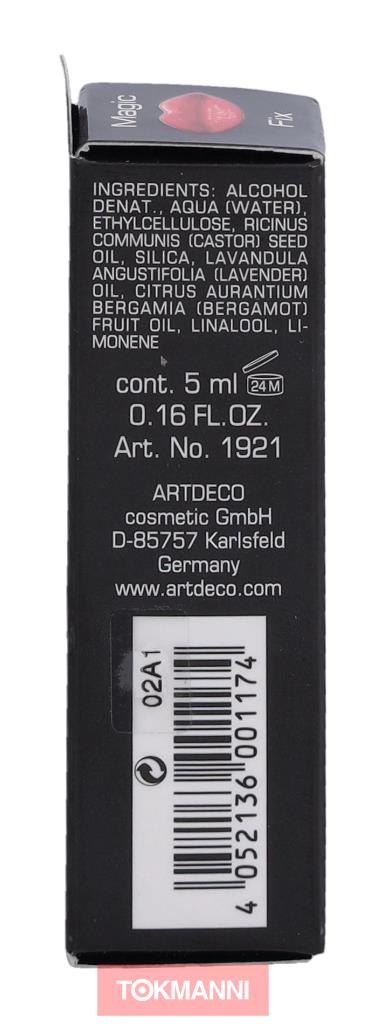 Magic
Fix
INGREDIENTS: ALCOHOL
DENAT., AQUA (WATER),
ETHYLCELLULOSE, RICINUS
COMMUNIS (CASTOR) SEED
OIL, SILICA, LAVANDULA
ANGUSTIFOLIA (LAVENDER)
OIL, CITRUS AURANTIUM
BERGAMIA (BERGAMOT)
FRUIT OIL, LINALOOL, LI-
MONENE
cont. 5 ml 24 M
0.16 FL.OZ.
Art. No. 1921
ARTDECO
cosmetic GmbH
D-85757 Karlsfeld
Germany
www.artdeco.com
02A1
4 052136 001174
TOKMANNI